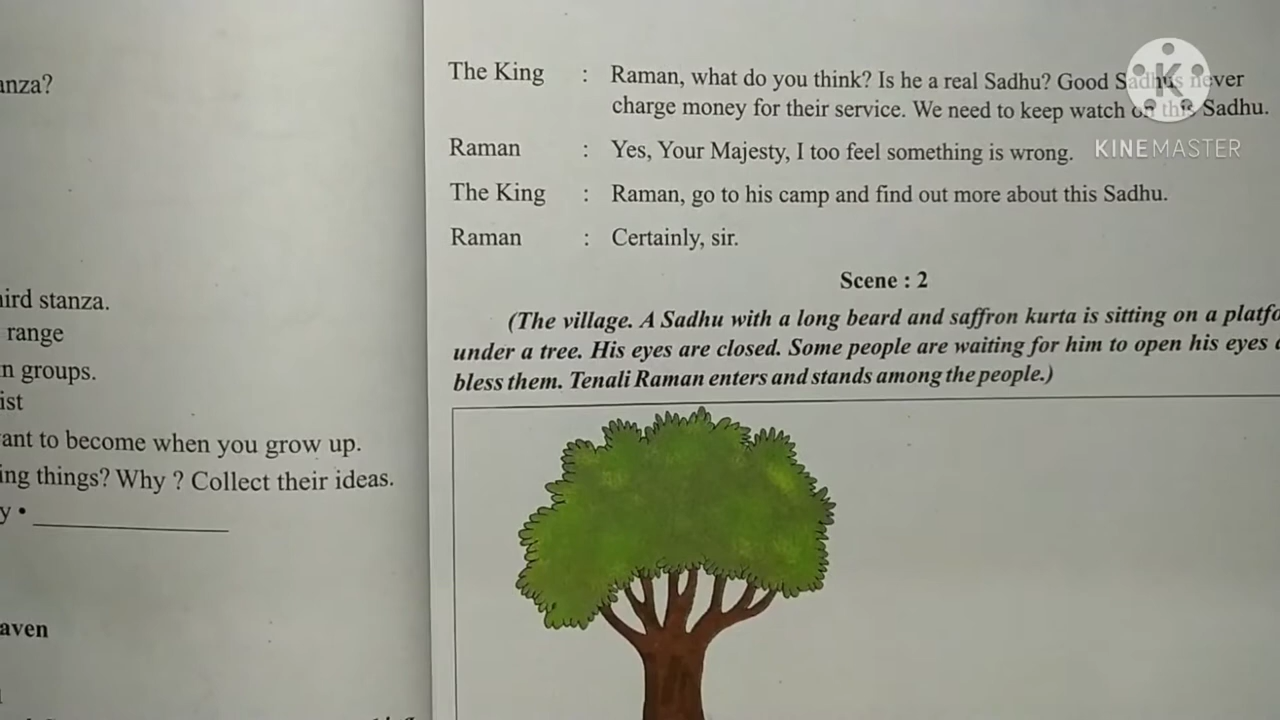 anza?
ird stanza.
range
n groups.
ist
ant to become when you grow up.
ing things? Why ? Collect their ideas.
y •
aven
The King : Raman, what do you think? Is he a real Sadhu? Good Sadhus never
charge money for their service. We need to keep watch on this Sadhu.
Raman : Yes, Your Majesty, I too feel something is wrong.
The King : Raman, go to his camp and find out more about this Sadhu.
Raman : Certainly, sir.
Scene : 2
(The village. A Sadhu with a long beard and saffron kurta is sitting on a platfo
under a tree. His eyes are closed. Some people are waiting for him to open his eyes
bless them. Tenali Raman enters and stands among the people.)
K
KINEMASTER